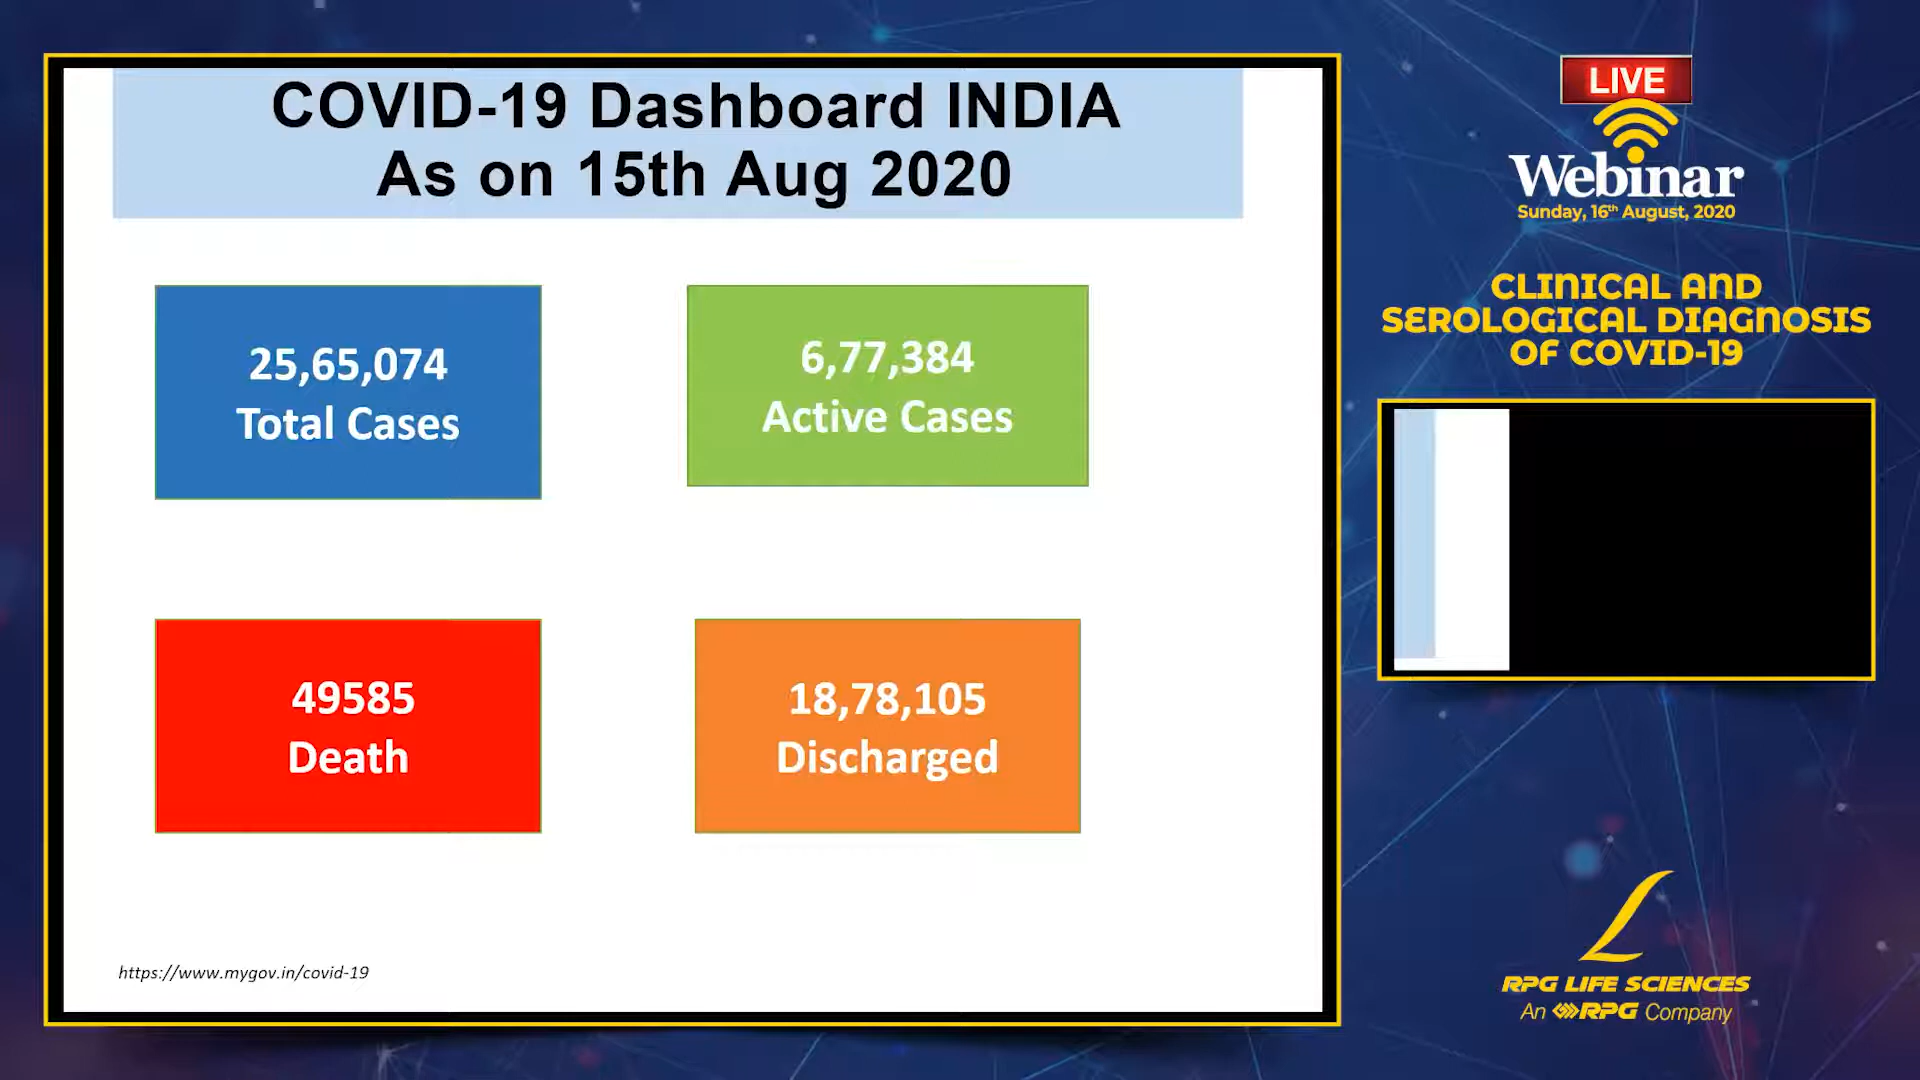 COVID-19 Dashboard INDIA
As on 15th Aug 2020
25,65,074
Total Cases
6,77,384
Active Cases
49585
Death
18,78,105
Discharged
https://www.mygov.in/covid-19
LIVE
Webinar
Sunday, 16th August, 2020
CLINICAL AND
SEROLOGICAL DIAGNOSIS
OF COVID-19
RPG LIFE SCIENCES
An RPG Company